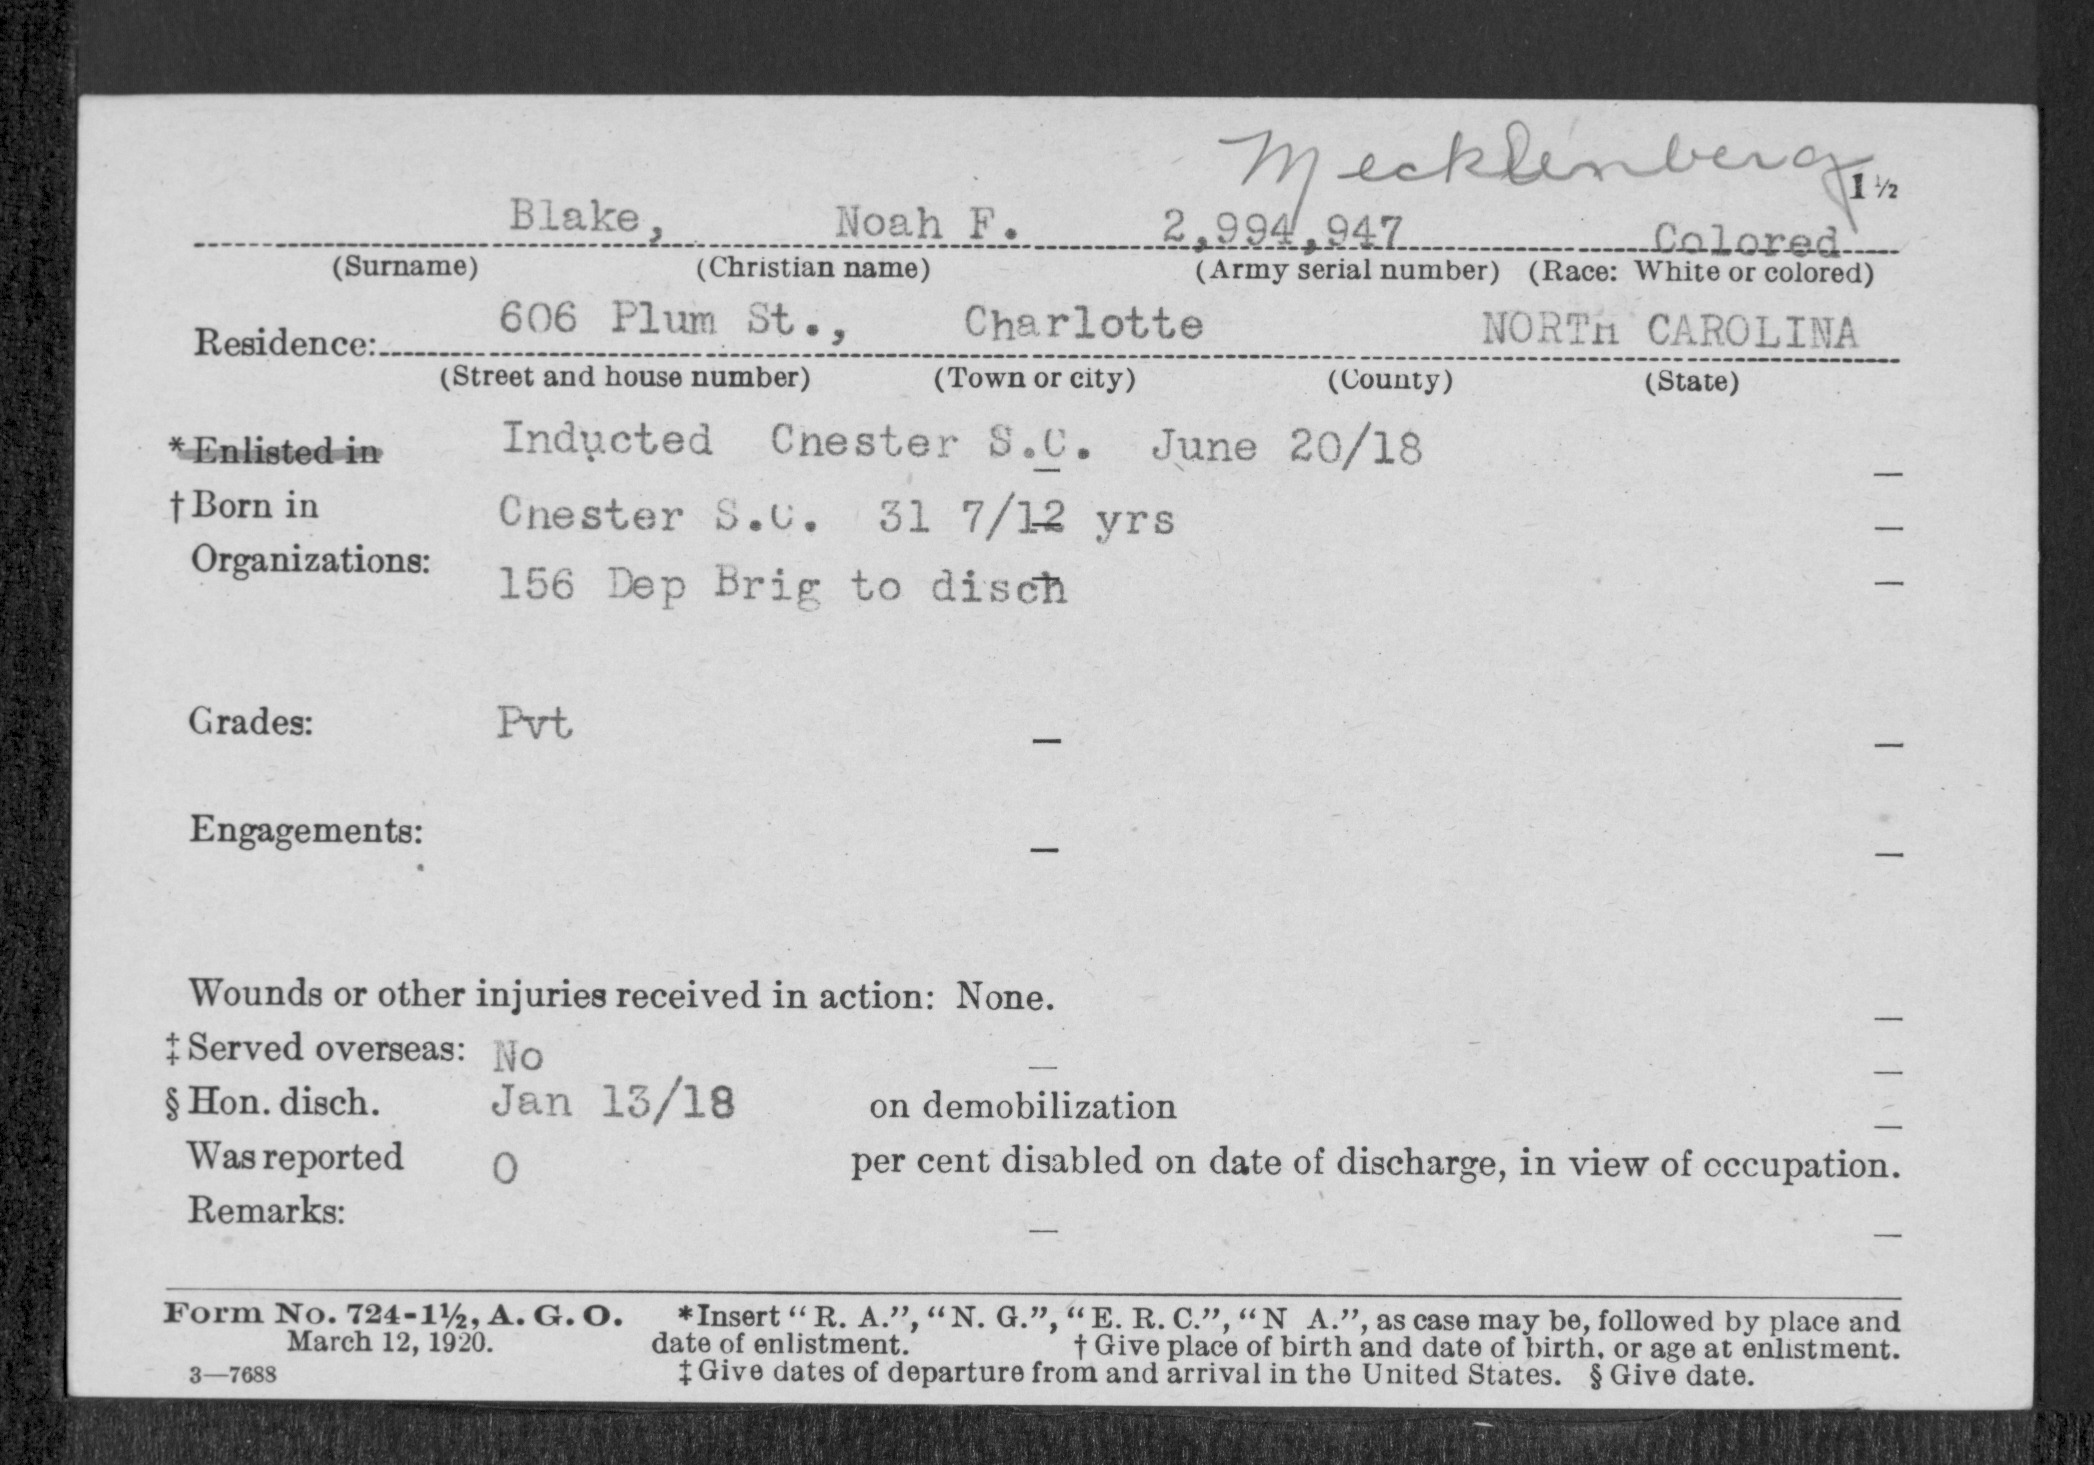 Mecklenberg
1 1/2
Blake, Noah F. 2,994,947 Colored
(Surname) (Christian name) (Army serial number) (Race: White or colored)
Residence: 606 Plum St., Charlotte NORTH CAROLINA
(Street and house number) (Town or city) (County) (State)
*Enlisted in Inducted Chester S.C. June 20/18
†Born in Chester S.C. 31 7/12 yrs
Organizations: 156 Dep Brig to disch
Grades: Pvt
Engagements:
Wounds or other injuries received in action: None.
‡Served overseas: No
§Hon. disch. Jan 13/18 on demobilization
Was reported 0 per cent disabled on date of discharge, in view of occupation.
Remarks:
Form No. 724-1½, A. G. O. *Insert “R. A.”, “N. G.”, “E. R. C.”, “N A.”, as case may be, followed by place and
March 12, 1920. date of enlistment. †Give place of birth and date of birth, or age at enlistment.
3—7688 ‡Give dates of departure from and arrival in the United States. §Give date.